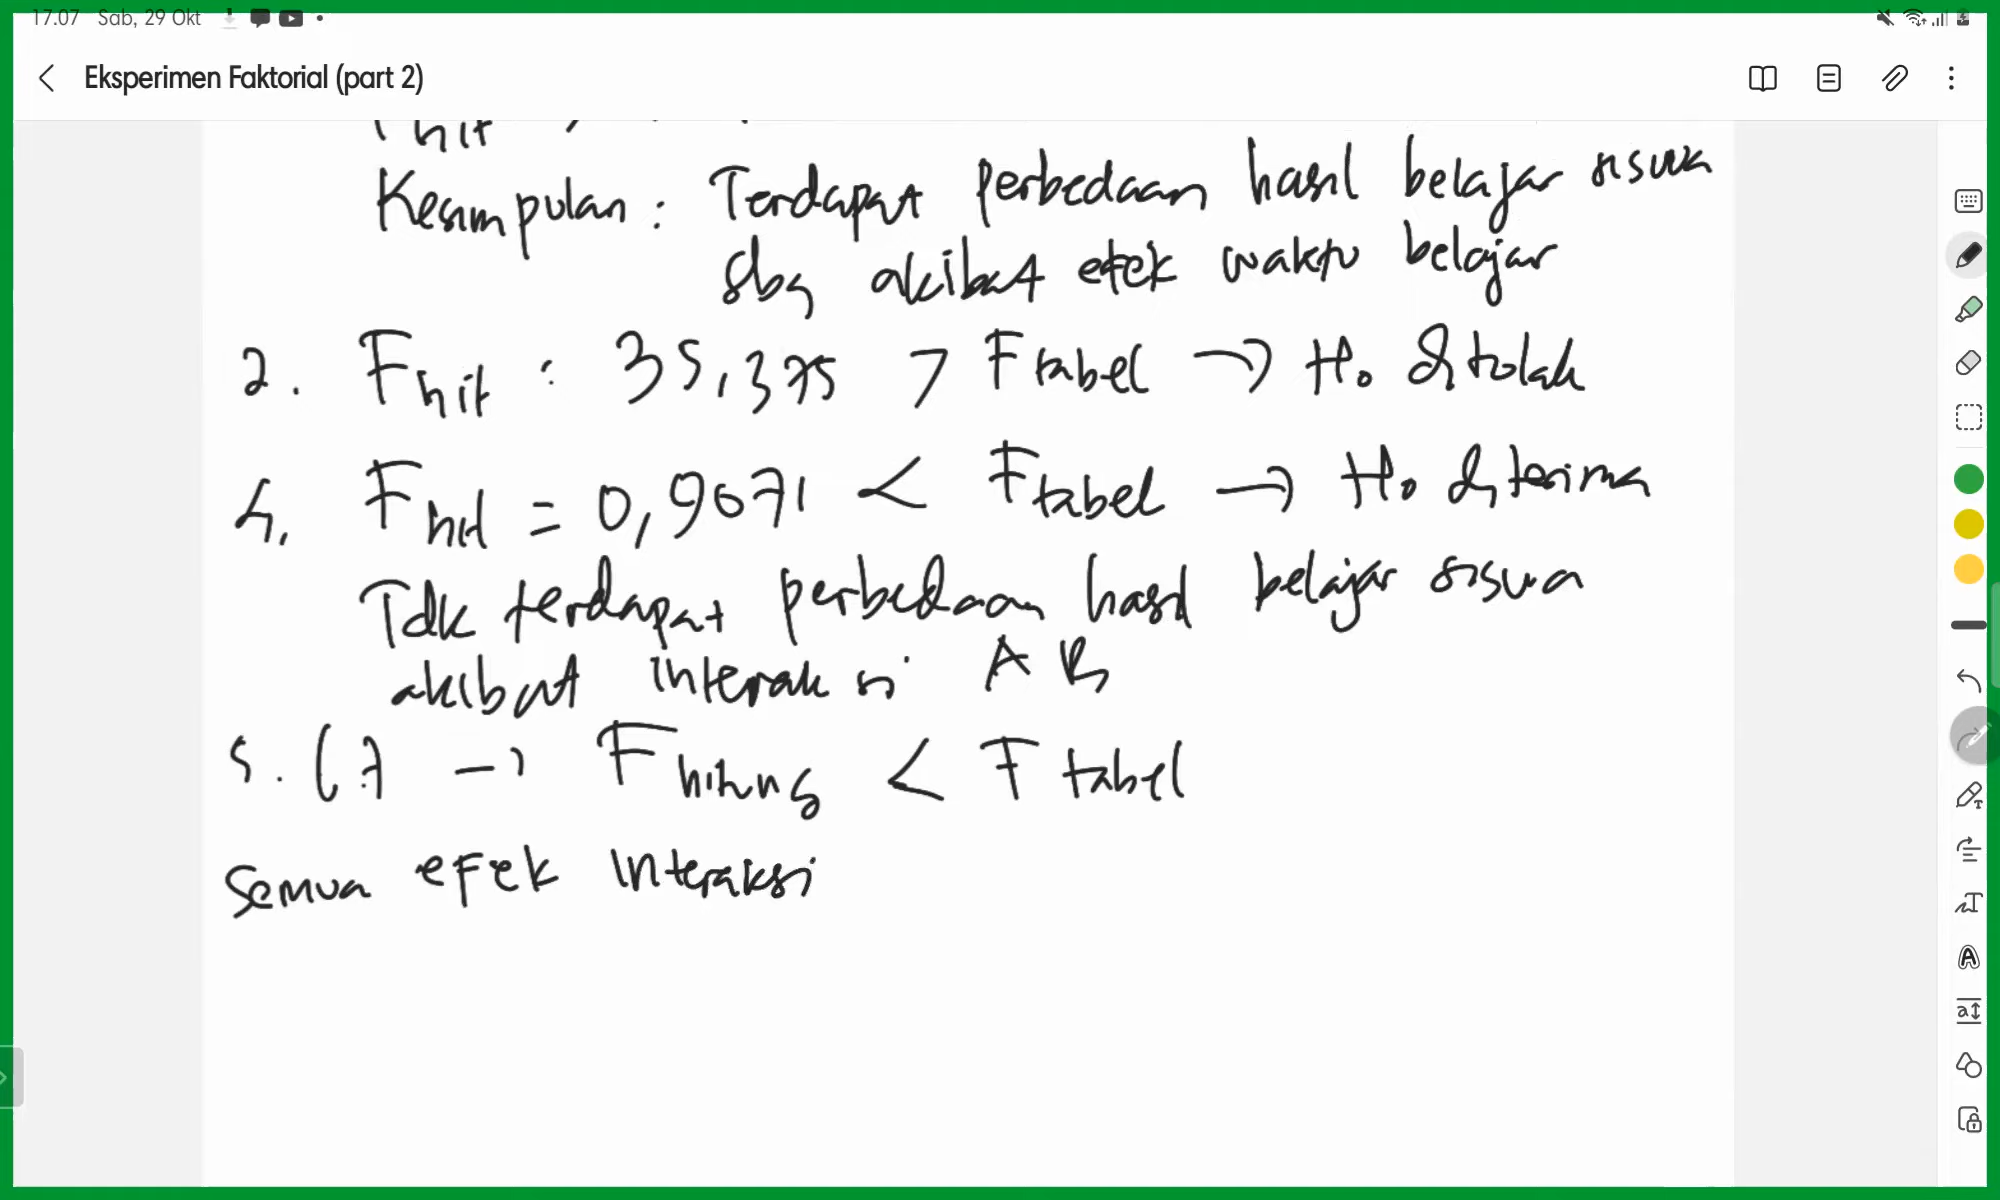 17.07 Sab, 29 Okt
Eksperimen Faktorial (part 2)
Kesimpulan : Terdapat perbedaan hasil belajar siswa
sbg akibat efek waktu belajar
2. Fhit : 35,375 > Ftabel → Ho ditolak
4. Fhit = 0,9071 < Ftabel → Ho diterima
Tdk terdapat perbedaan hasil belajar siswa
akibat interaksi AB
5. (7) → Fhitung < F tabel
Semua efek interaksi